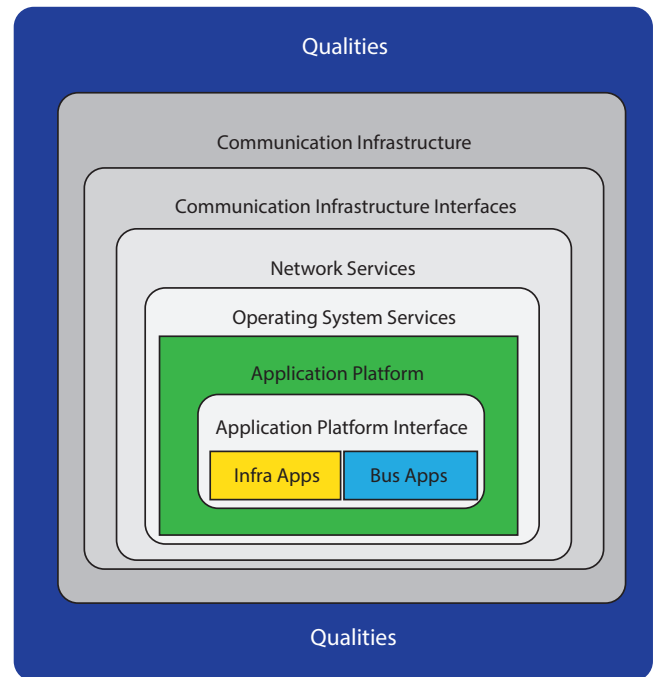 Qualities
Communication Infrastructure
Communication Infrastructure Interfaces
Network Services
Operating System Services
Application Platform
Application Platform Interface
Infra Apps
Bus Apps
Qualities